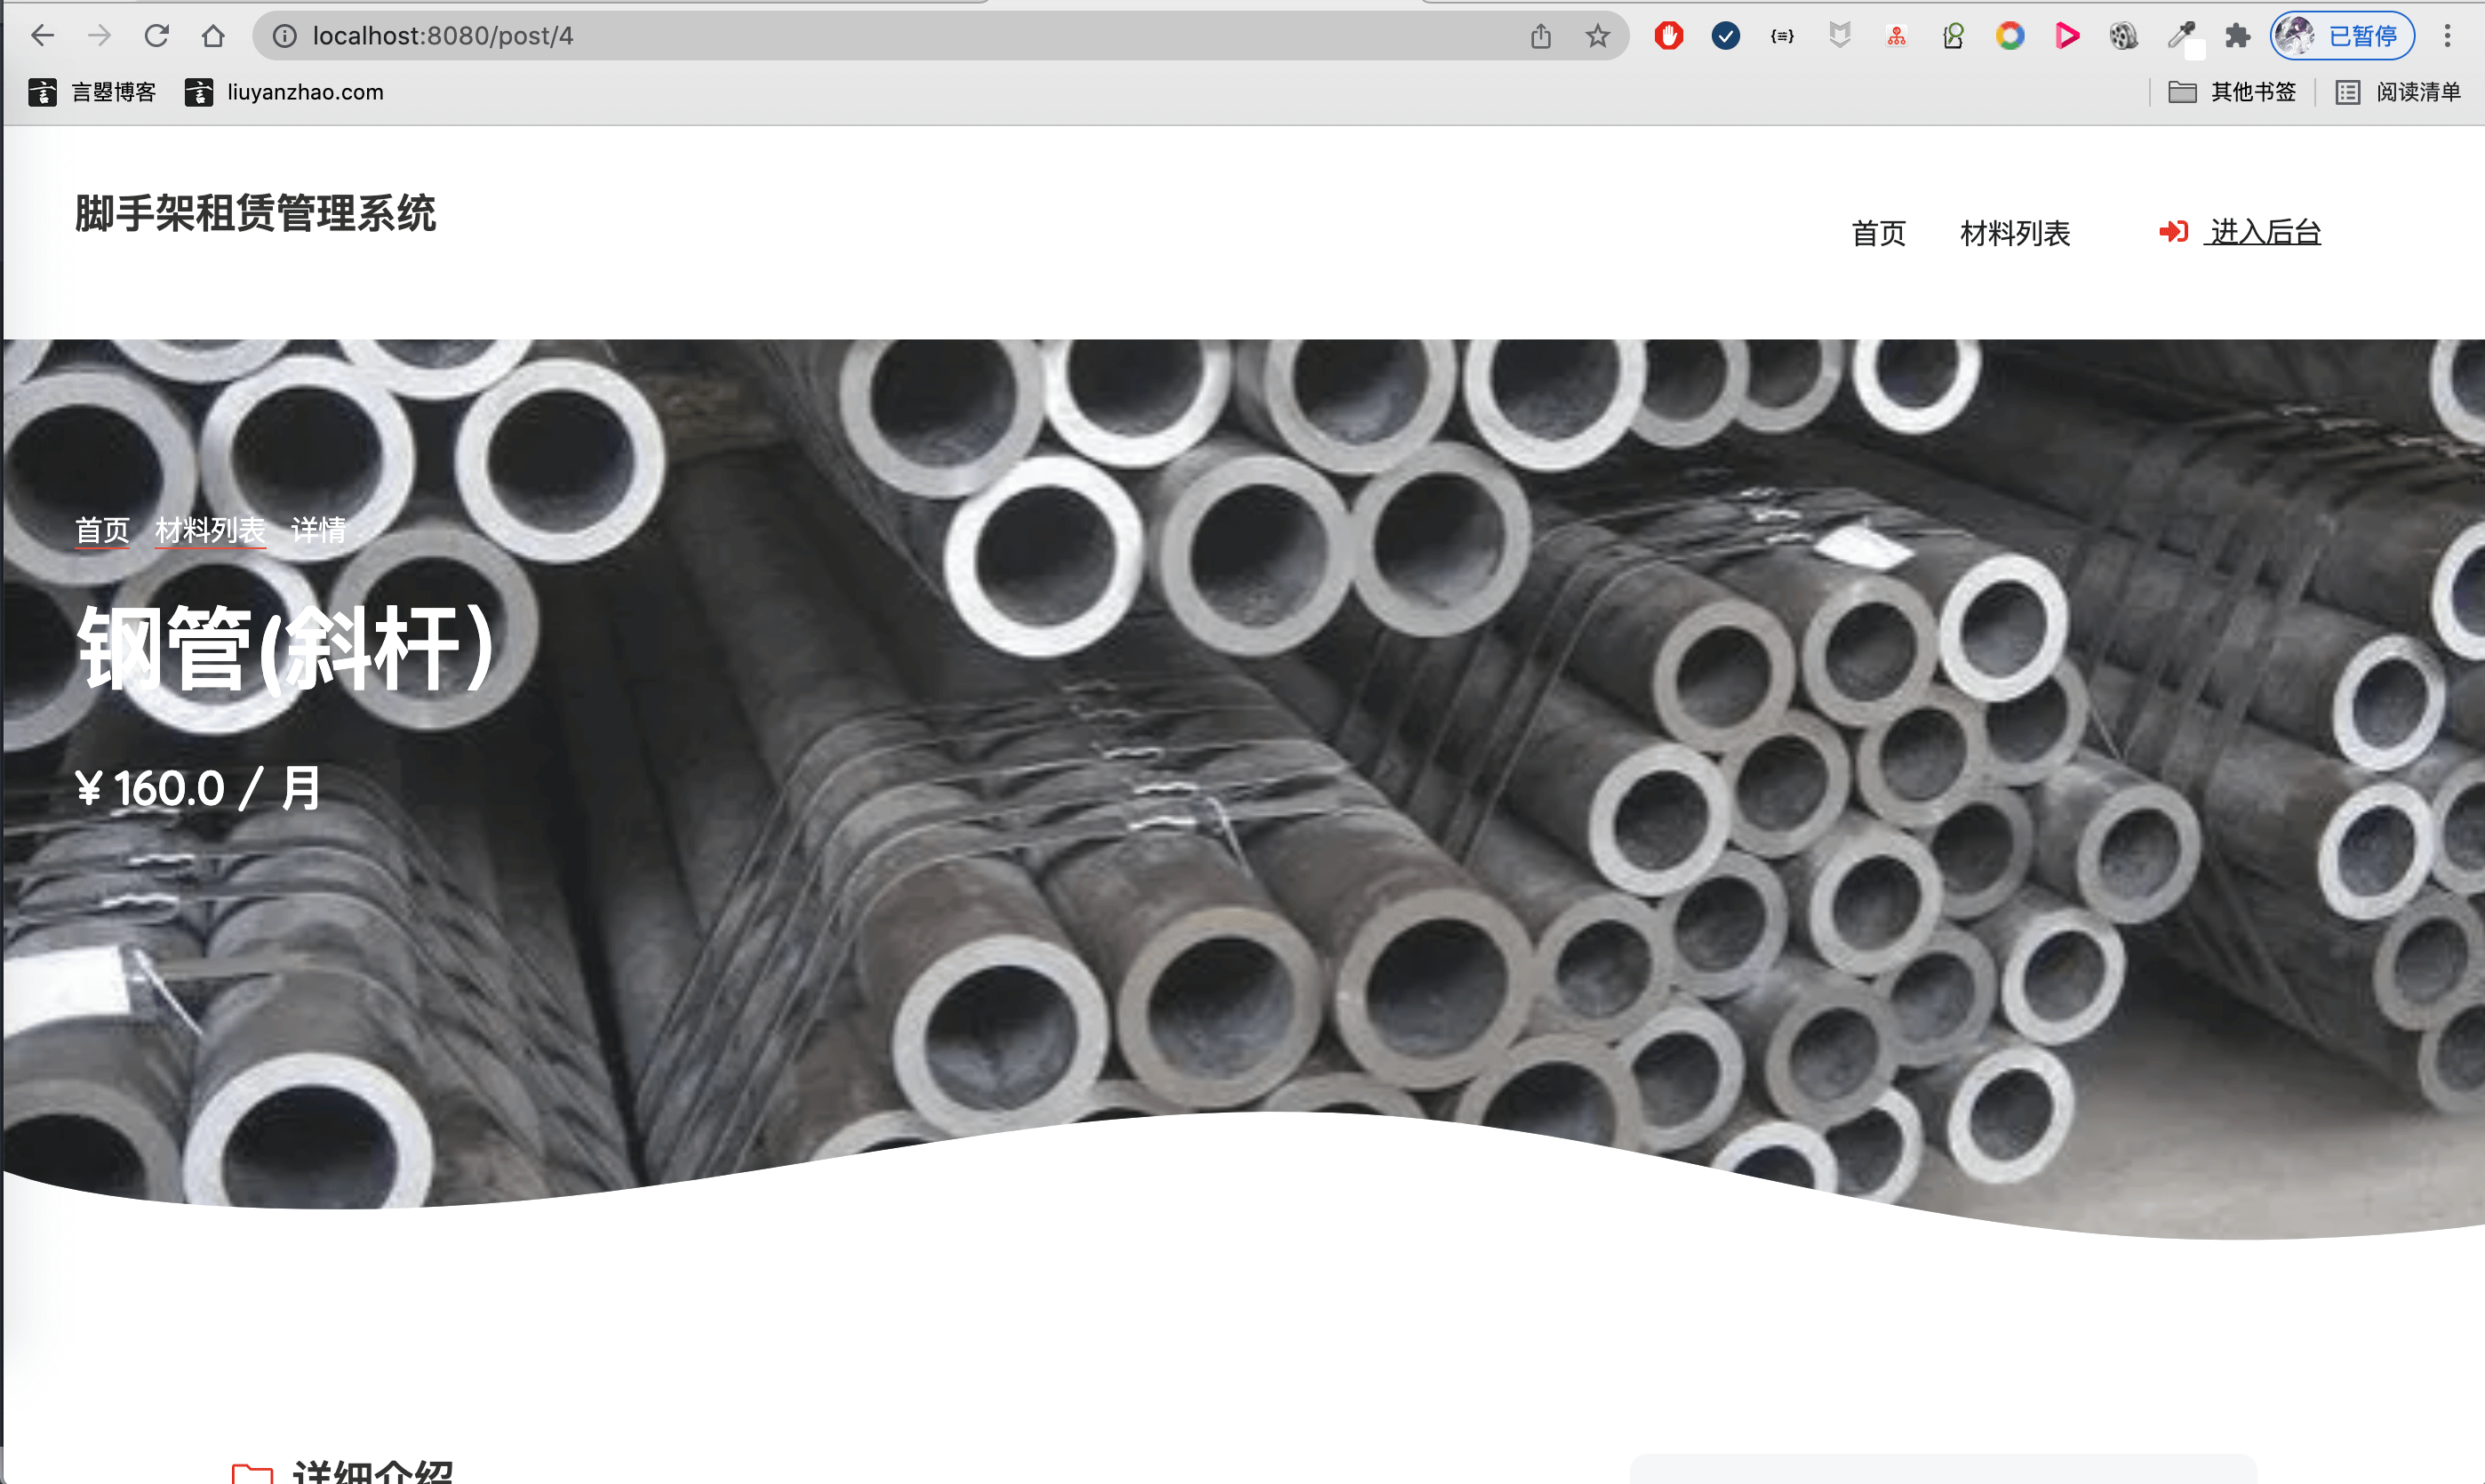 localhost:8080/post/4
已暂停
言曌博客
liuyanzhao.com
其他书签
阅读清单
脚手架租赁管理系统
首页
材料列表
进入后台
首页 材料列表 详情
钢管(斜杆）
¥ 160.0 / 月
详细介绍